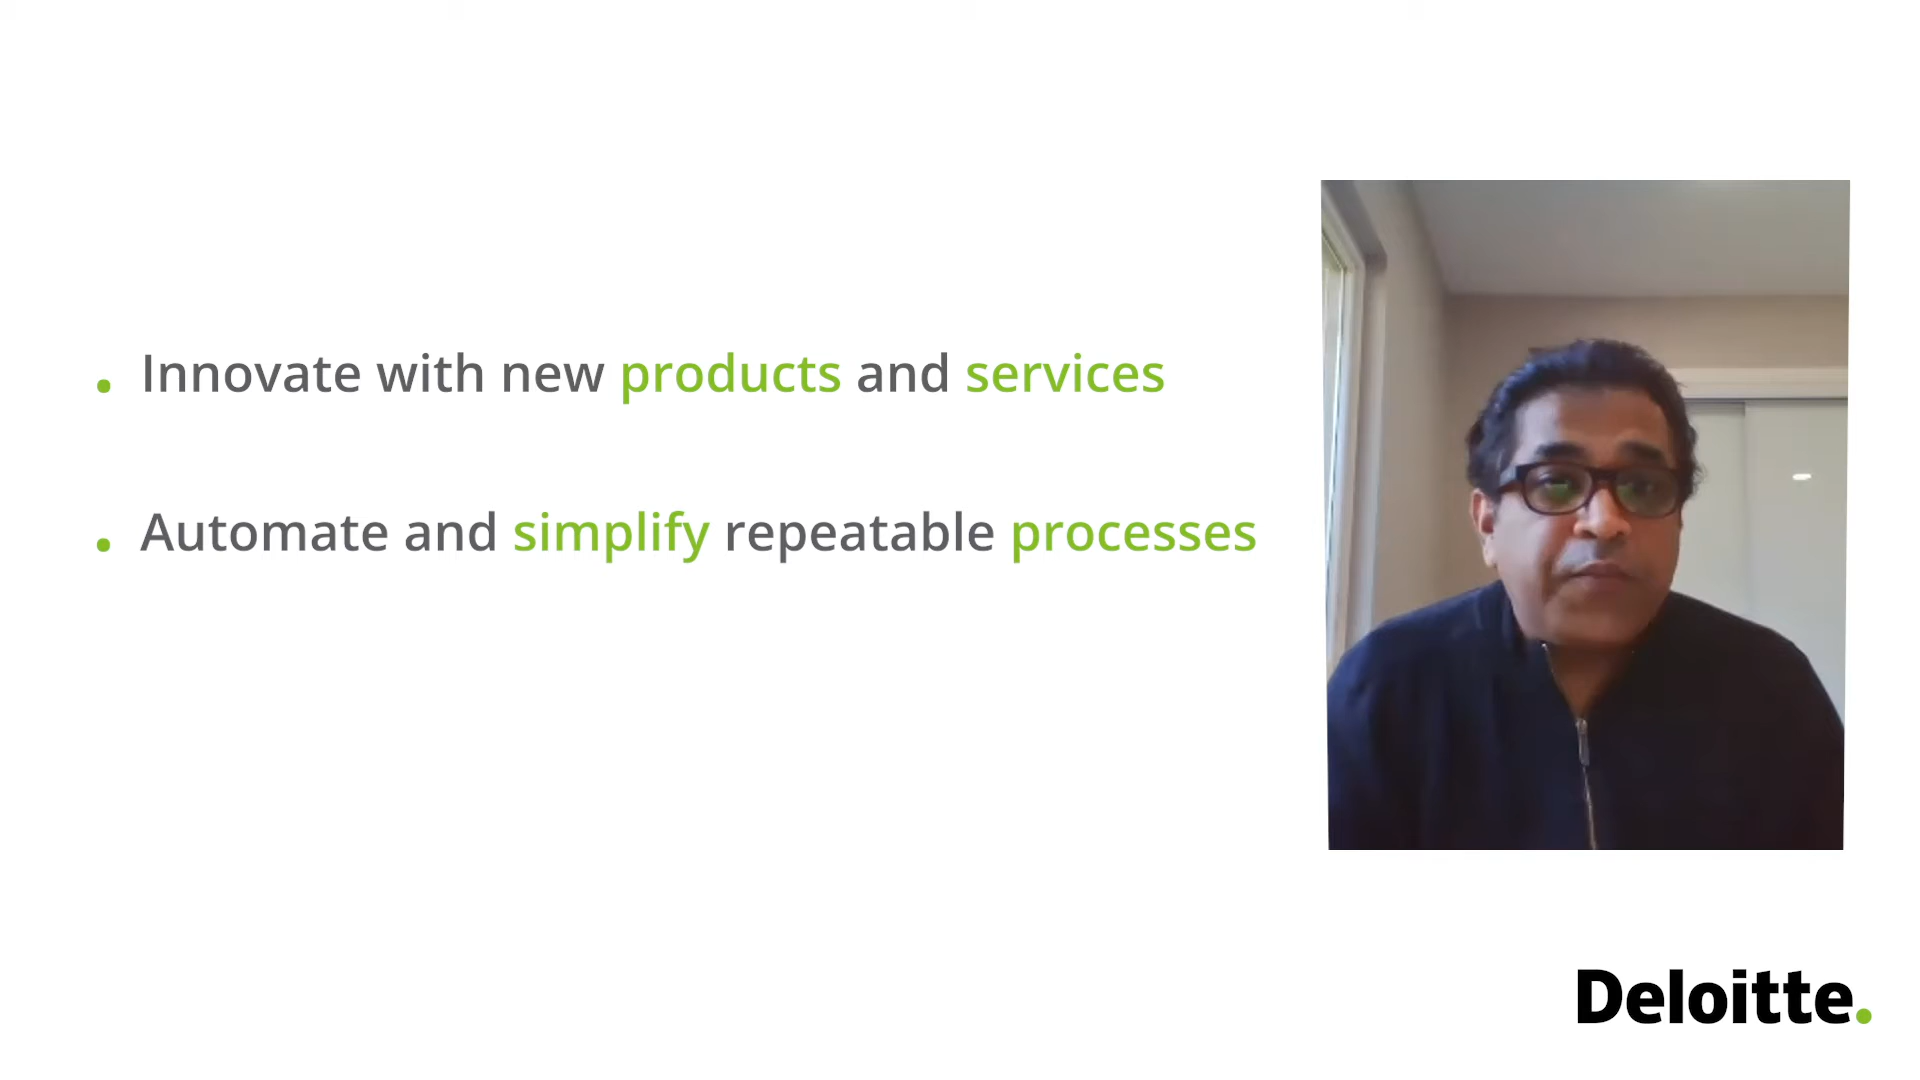 . Innovate with new products and services
. Automate and simplify repeatable processes
Deloitte.